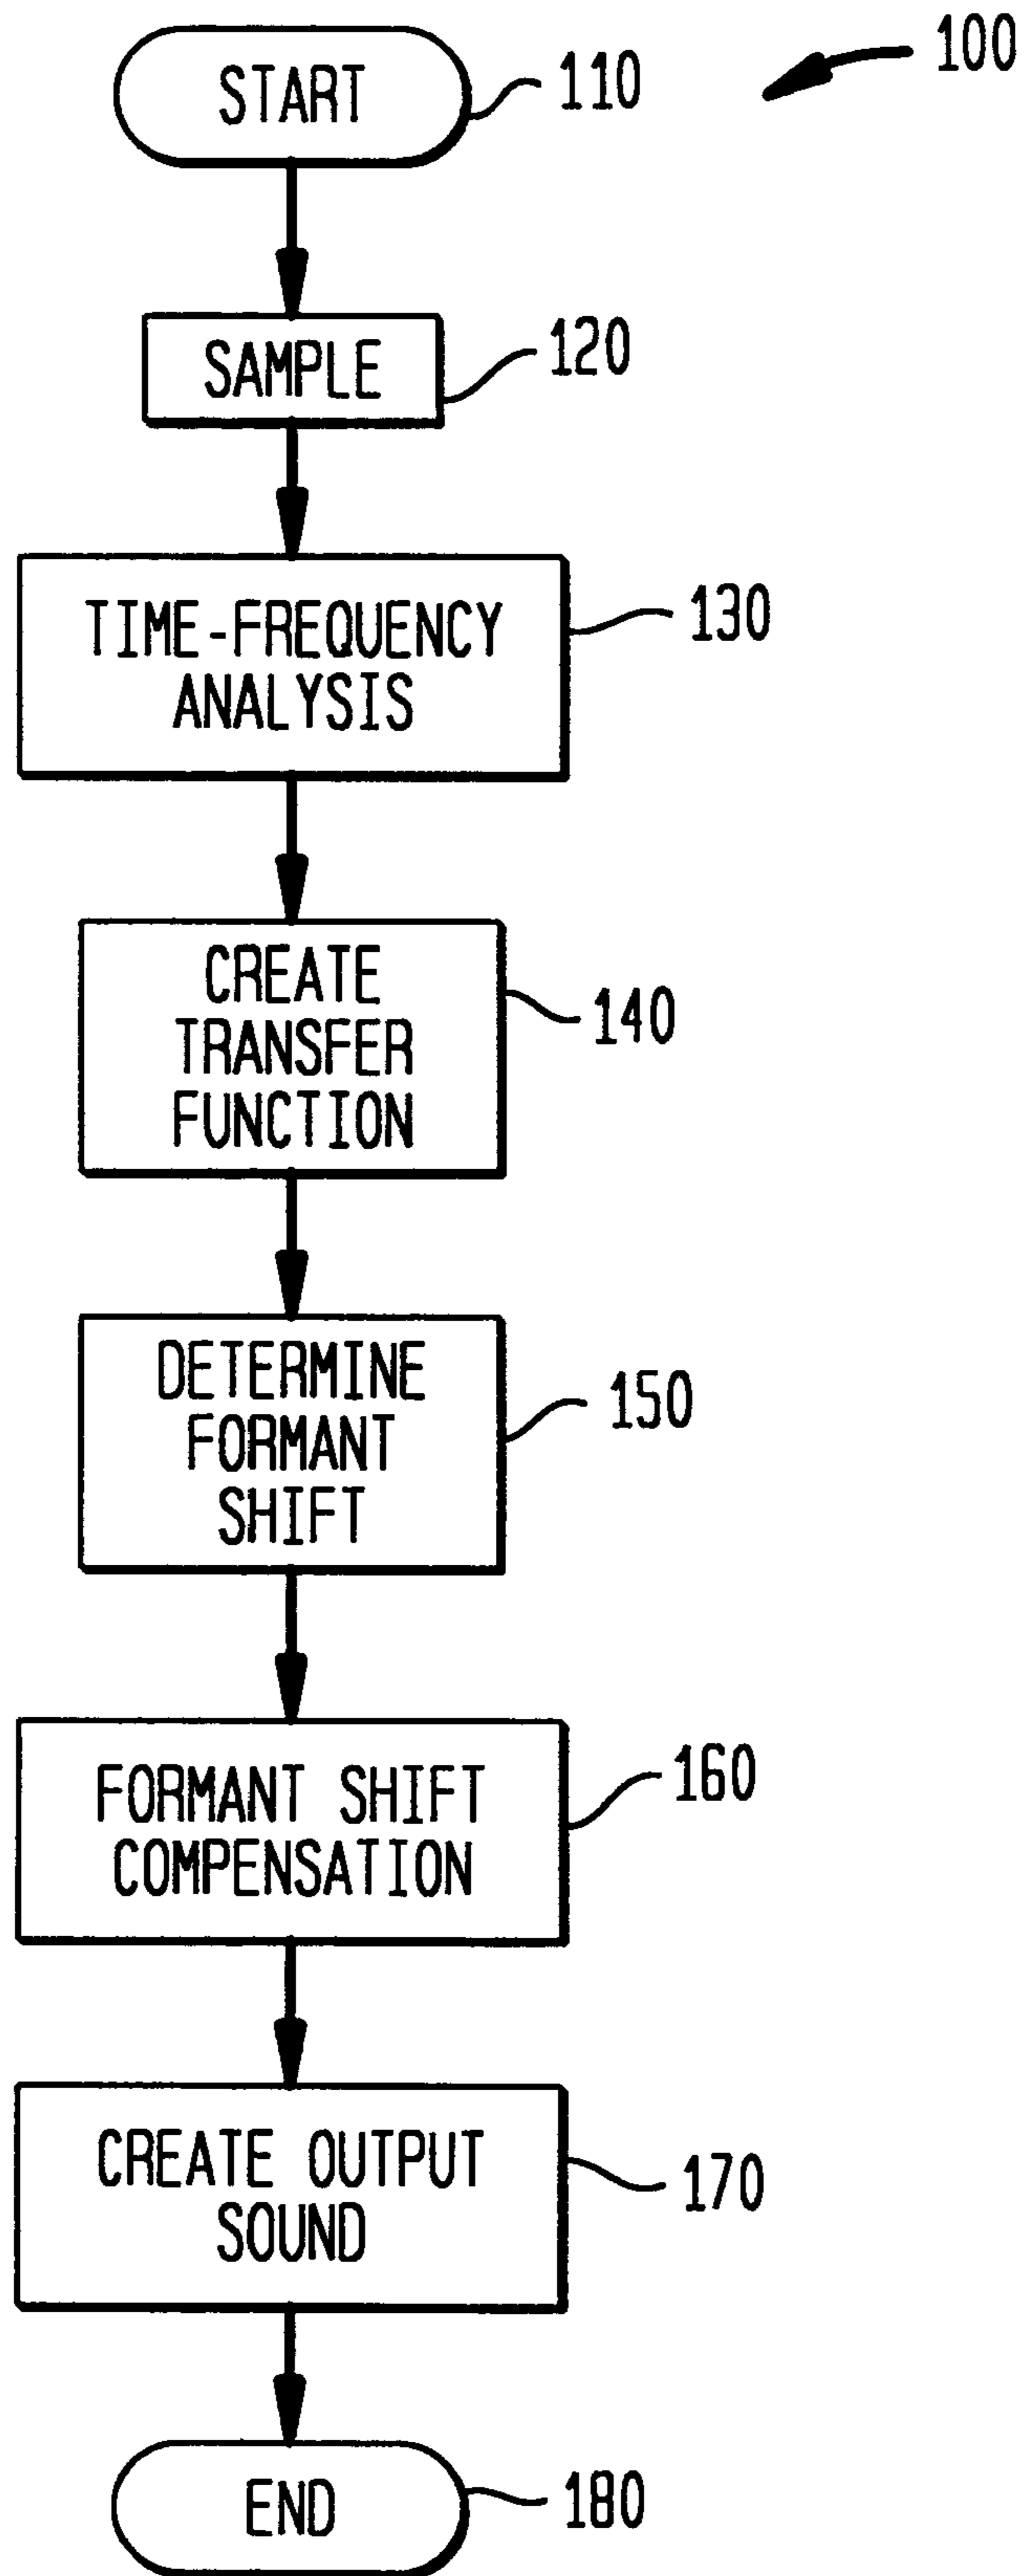 100
START
110
SAMPLE
120
TIME-FREQUENCY
ANALYSIS
130
CREATE
TRANSFER
FUNCTION
140
DETERMINE
FORMANT
SHIFT
150
FORMANT SHIFT
COMPENSATION
160
CREATE OUTPUT
SOUND
170
END
180